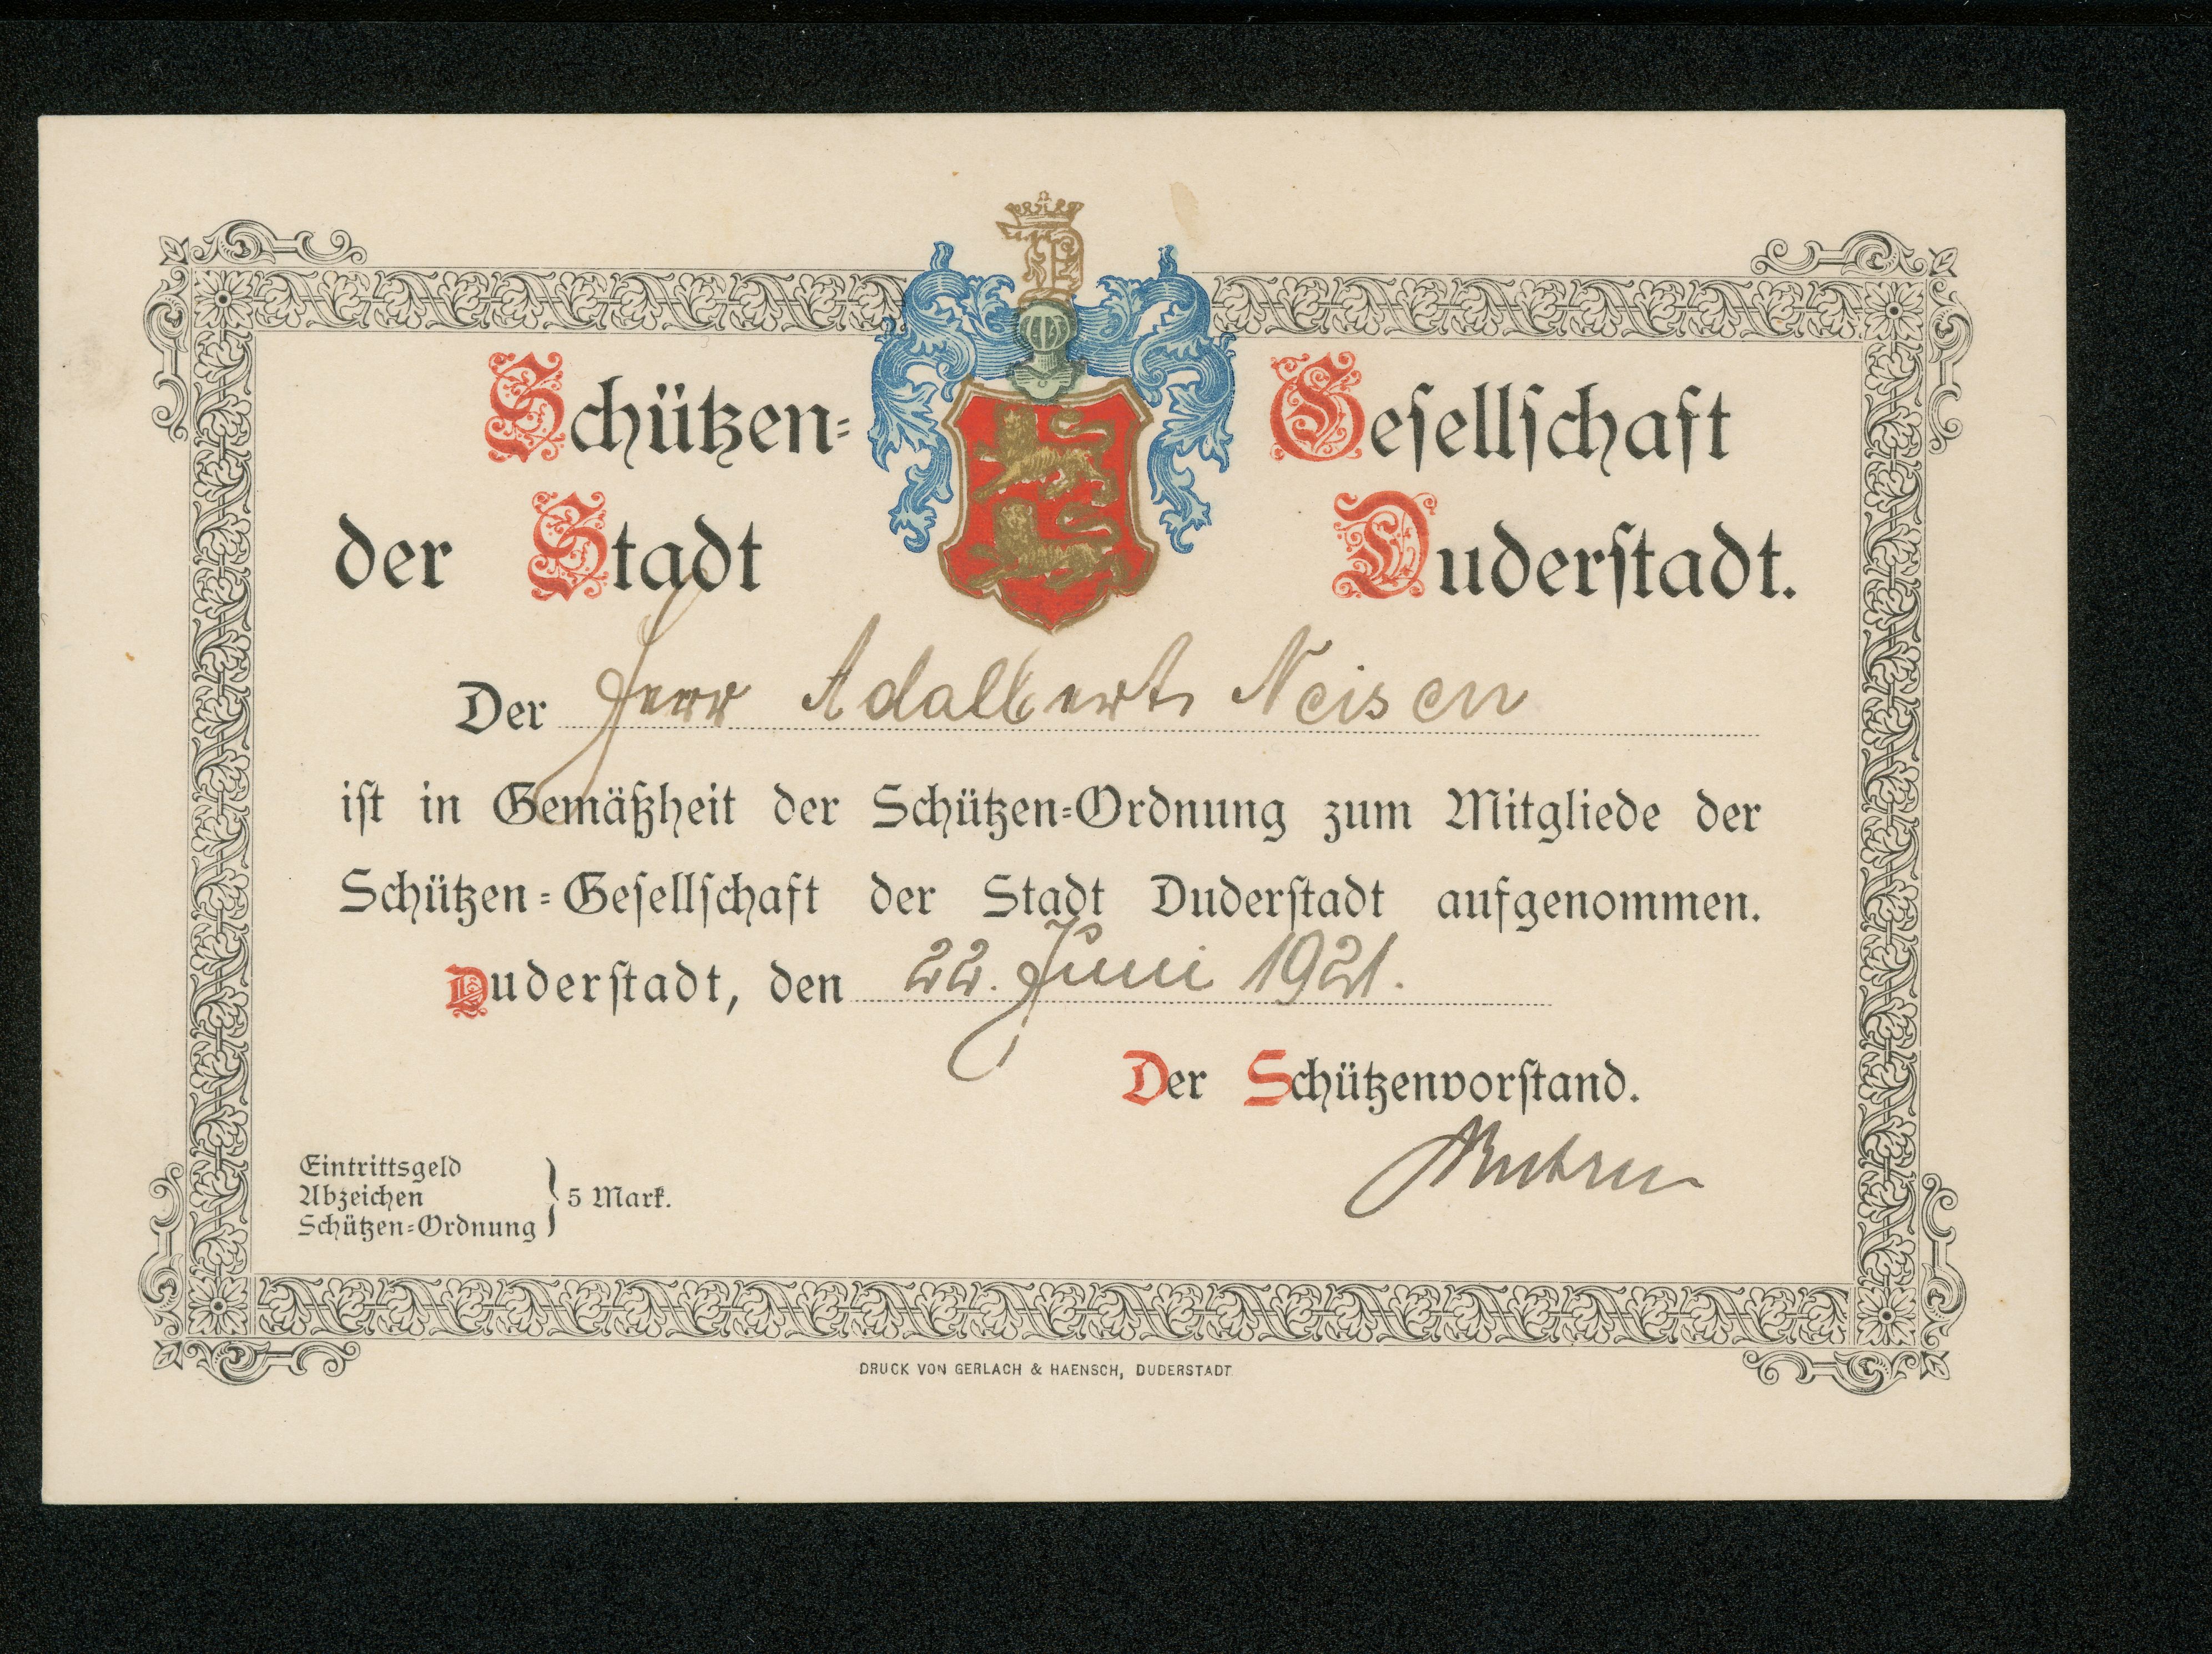 Schützen- Gesellschaft
der Stadt Duderstadt.
Der Herr Adalbert Neisen
ist in Gemäßheit der Schützen-Ordnung zum Mitgliede der
Schützen-Gesellschaft der Stadt Duderstadt aufgenommen.
Duderstadt, den 22. Juni 1921.
Der Schützenvorstand.
Eintrittsgeld
Abzeichen
Schützen-Ordnung } 5 Mark.
DRUCK VON GERLACH & HAENSCH, DUDERSTADT